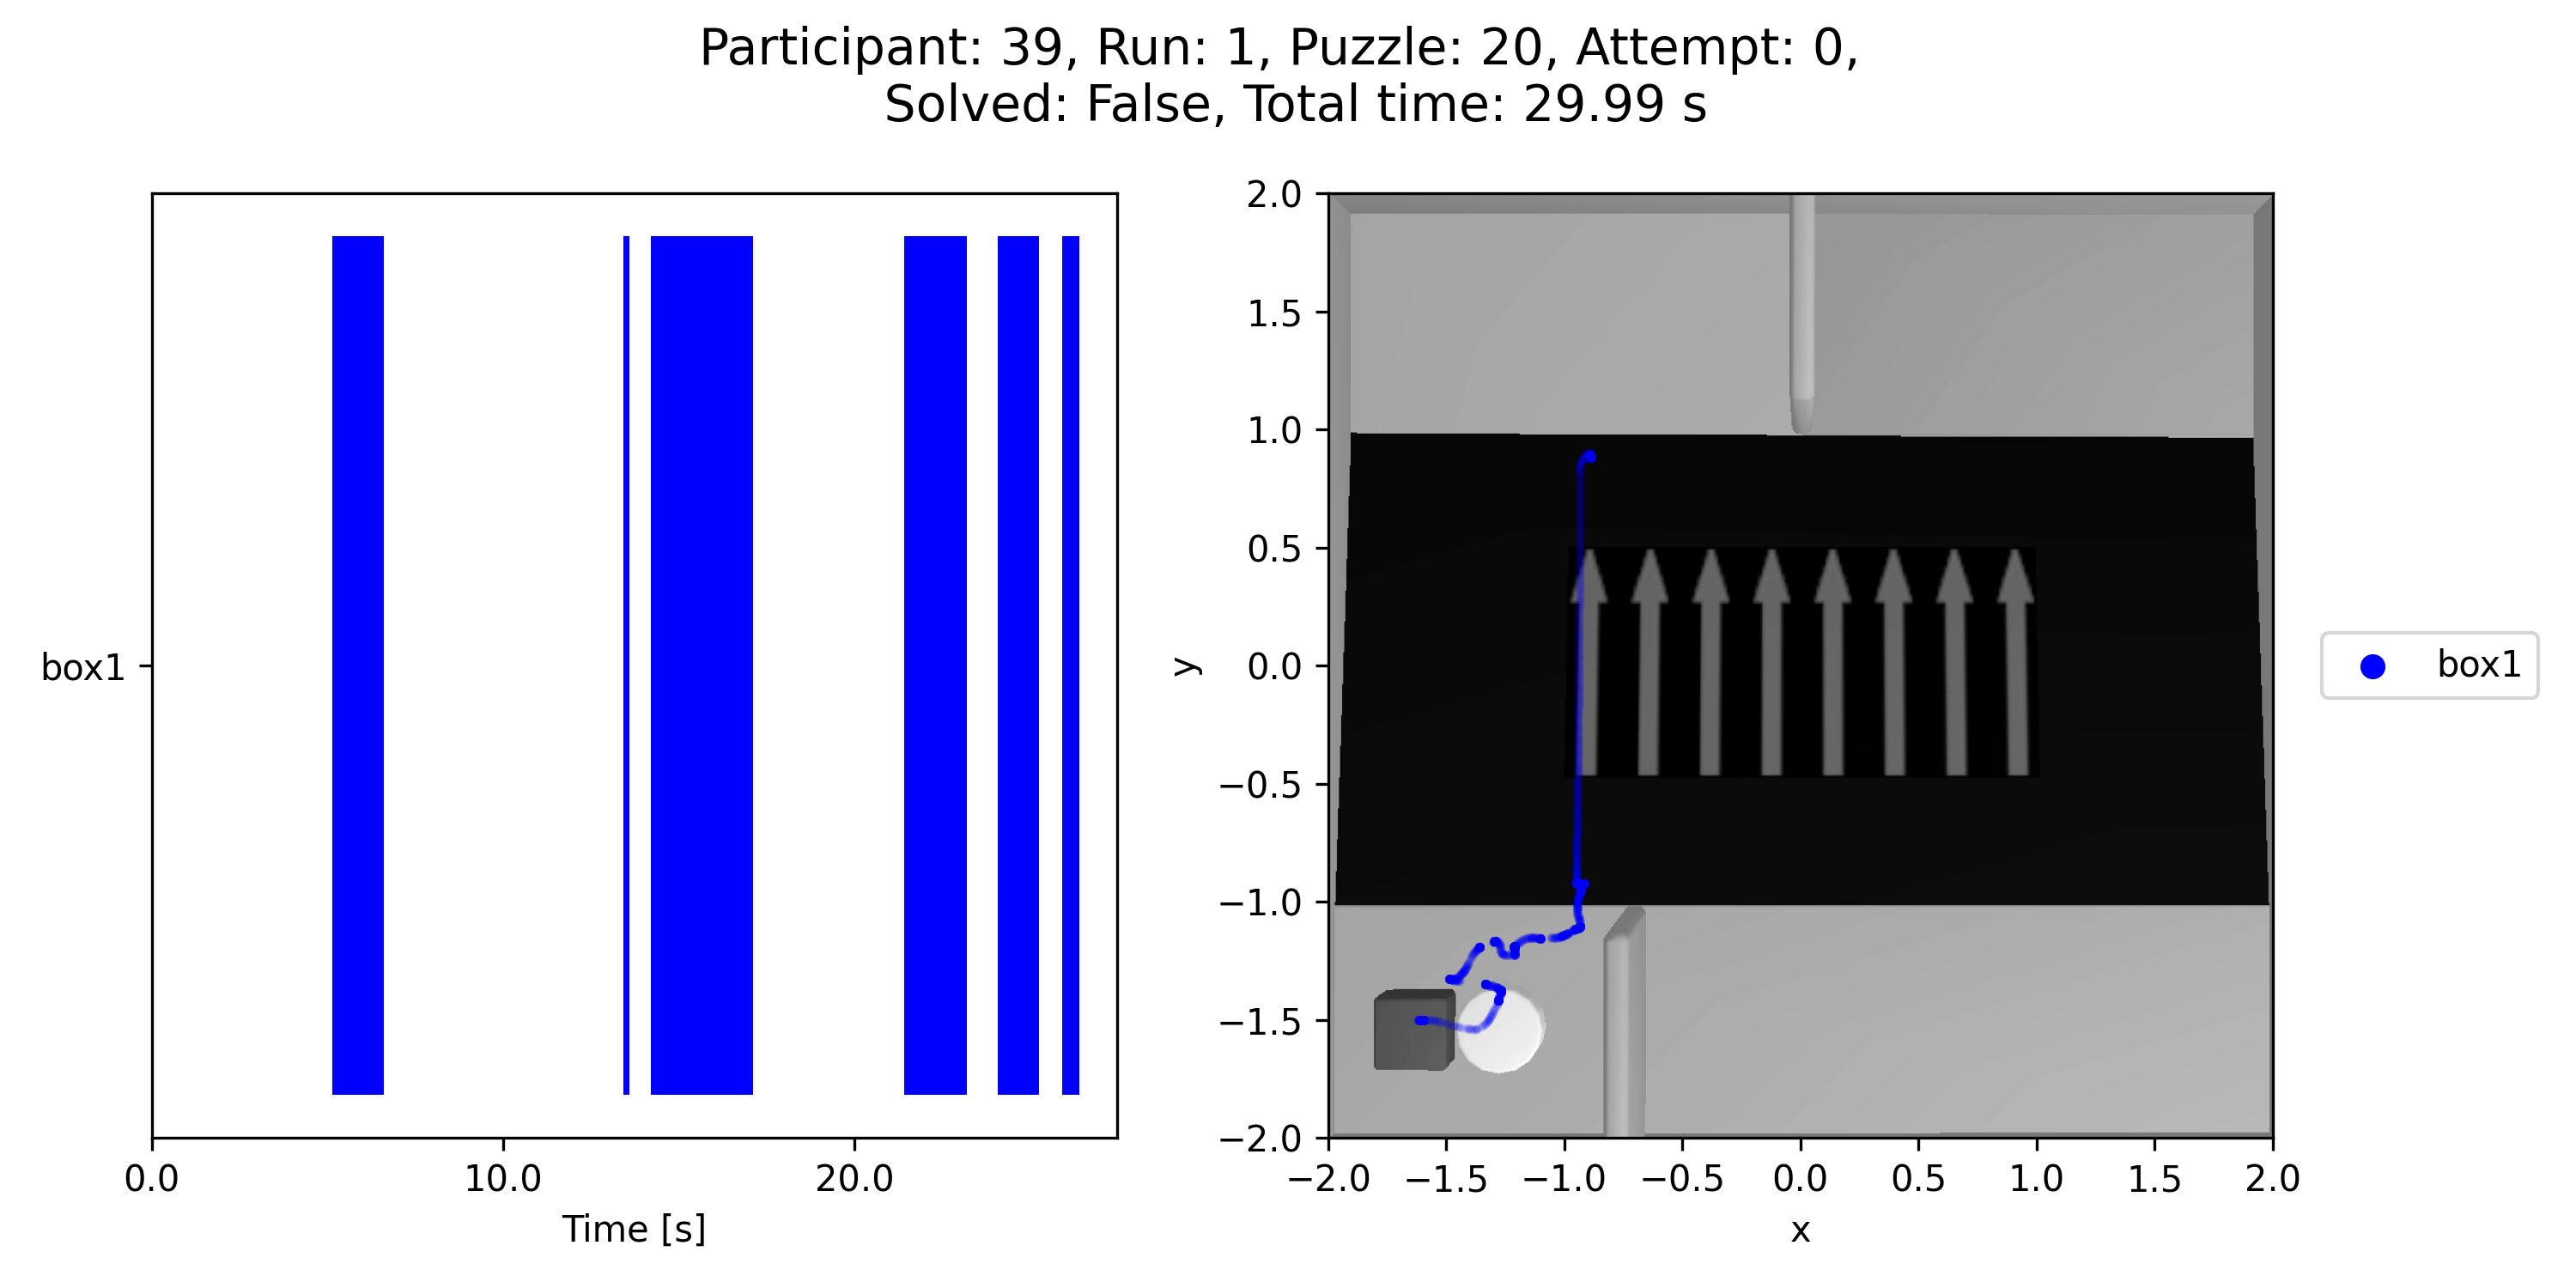 Participant: 39, Run: 1, Puzzle: 20, Attempt: 0,
Solved: False, Total time: 29.99 s
box1
0.0 10.0 20.0
Time [s]
2.0
1.5
1.0
0.5
0.0
−0.5
−1.0
−1.5
−2.0
y
−2.0 −1.5 −1.0 −0.5 0.0 0.5 1.0 1.5 2.0
x
box1